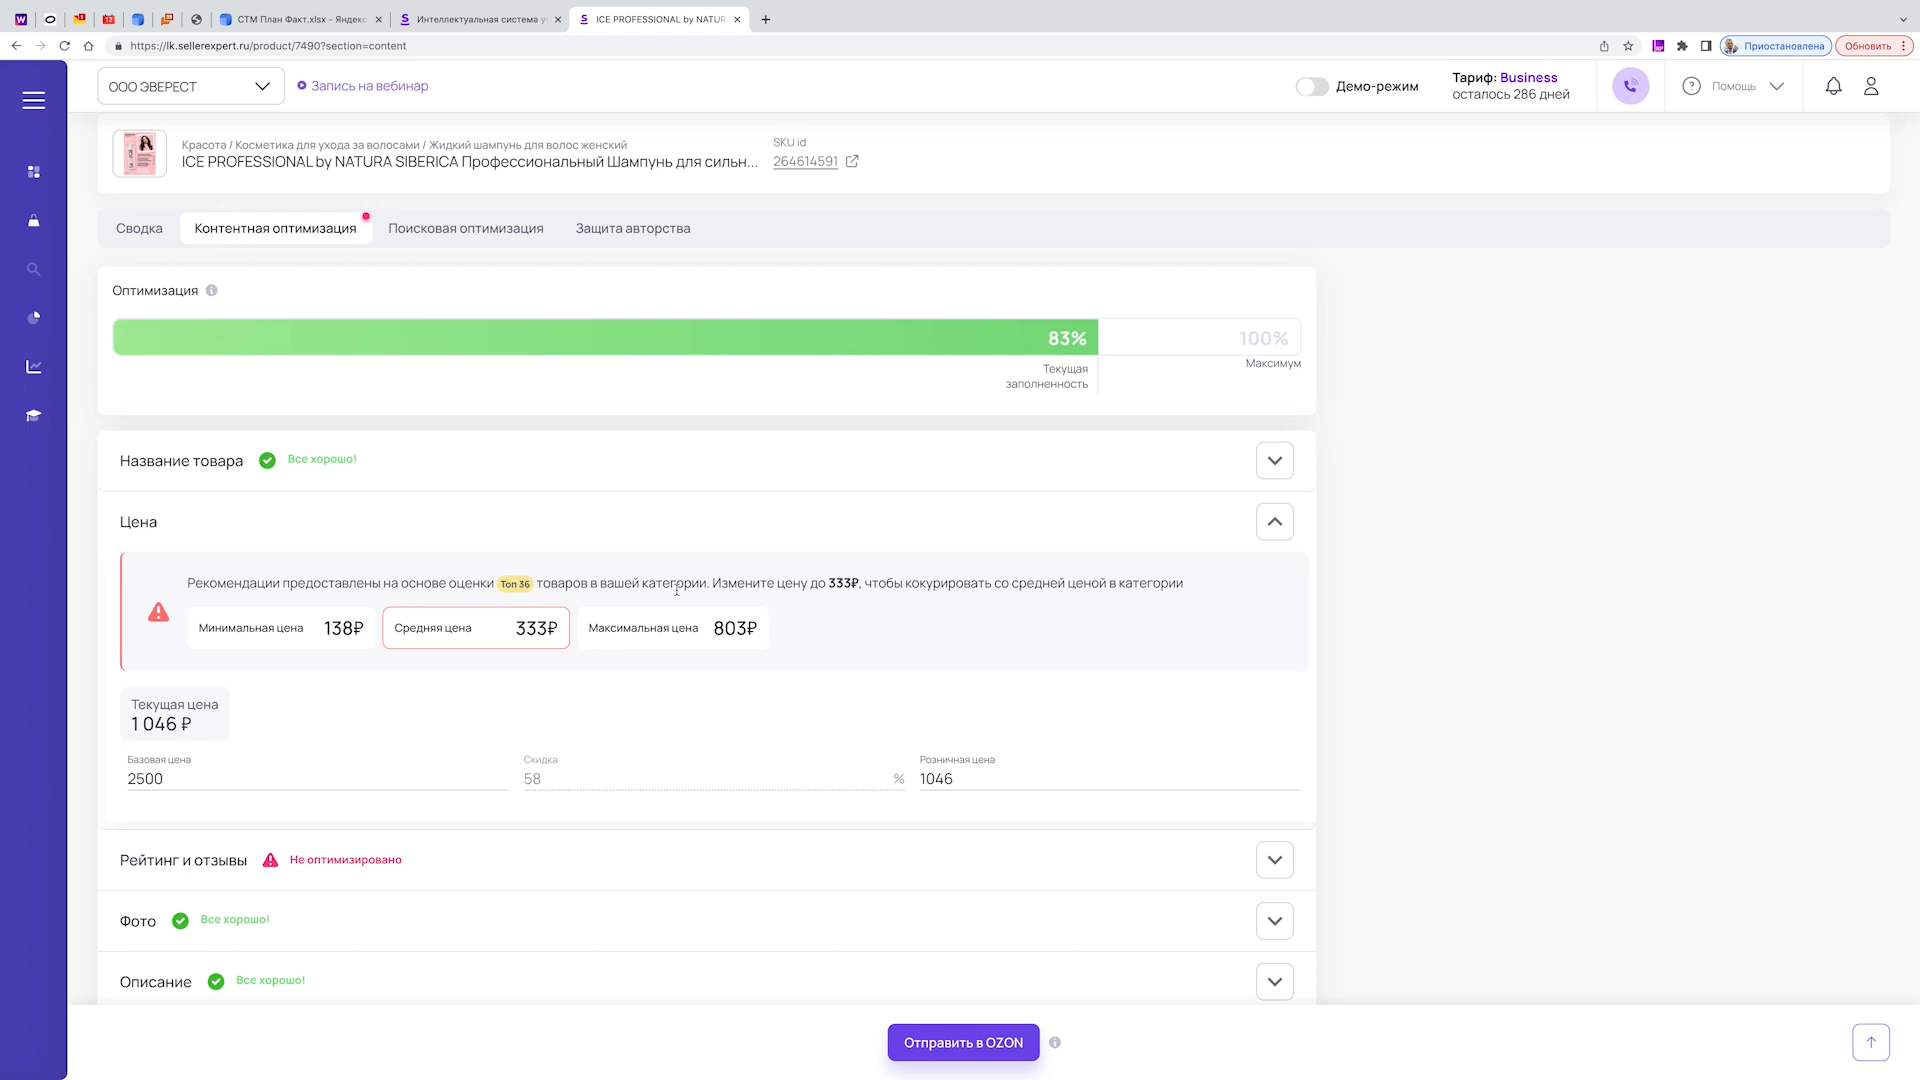 СТМ План Факт.xlsx - Яндекс
Интеллектуальная система у
ICE PROFESSIONAL by NATUR
https://lk.sellerexpert.ru/product/7490?section=content
Приостановлена
Обновить
ООО ЭВЕРЕСТ
Запись на вебинар
Демо-режим
Тариф: Business
осталось 286 дней
Помощь
Красота / Косметика для ухода за волосами / Жидкий шампунь для волос женский
ICE PROFESSIONAL by NATURA SIBERICA Профессиональный Шампунь для сильн...
SKU id
264614591
Сводка
Контентная оптимизация
Поисковая оптимизация
Защита авторства
Оптимизация
83%
100%
Текущая
заполненность
Максимум
Название товара
Все хорошо!
Цена
Рекомендации предоставлены на основе оценки Топ 36 товаров в вашей категории. Измените цену до 333₽, чтобы кокурировать со средней ценой в категории
Минимальная цена 138₽
Средняя цена 333₽
Максимальная цена 803₽
Текущая цена
1 046 ₽
Базовая цена
2500
Скидка
58 %
Розничная цена
1046
Рейтинг и отзывы
Не оптимизировано
Фото
Все хорошо!
Описание
Все хорошо!
Отправить в OZON